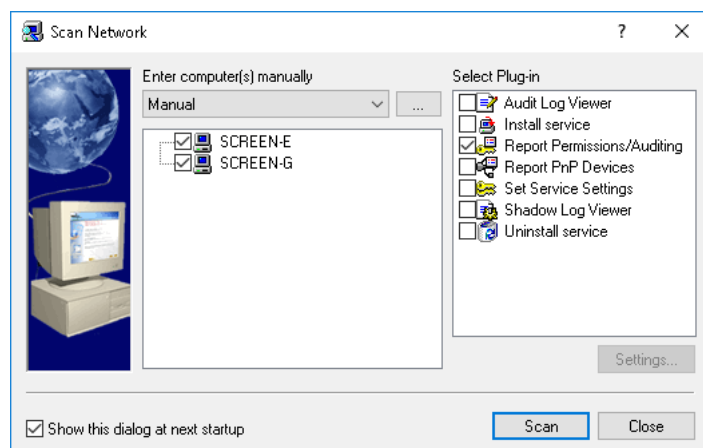 Scan Network
?
Enter computer(s) manually
Manual
...
SCREEN-E
SCREEN-G
Select Plug-in
Audit Log Viewer
Install service
Report Permissions/Auditing
Report PnP Devices
Set Service Settings
Shadow Log Viewer
Uninstall service
Settings...
Show this dialog at next startup
Scan
Close